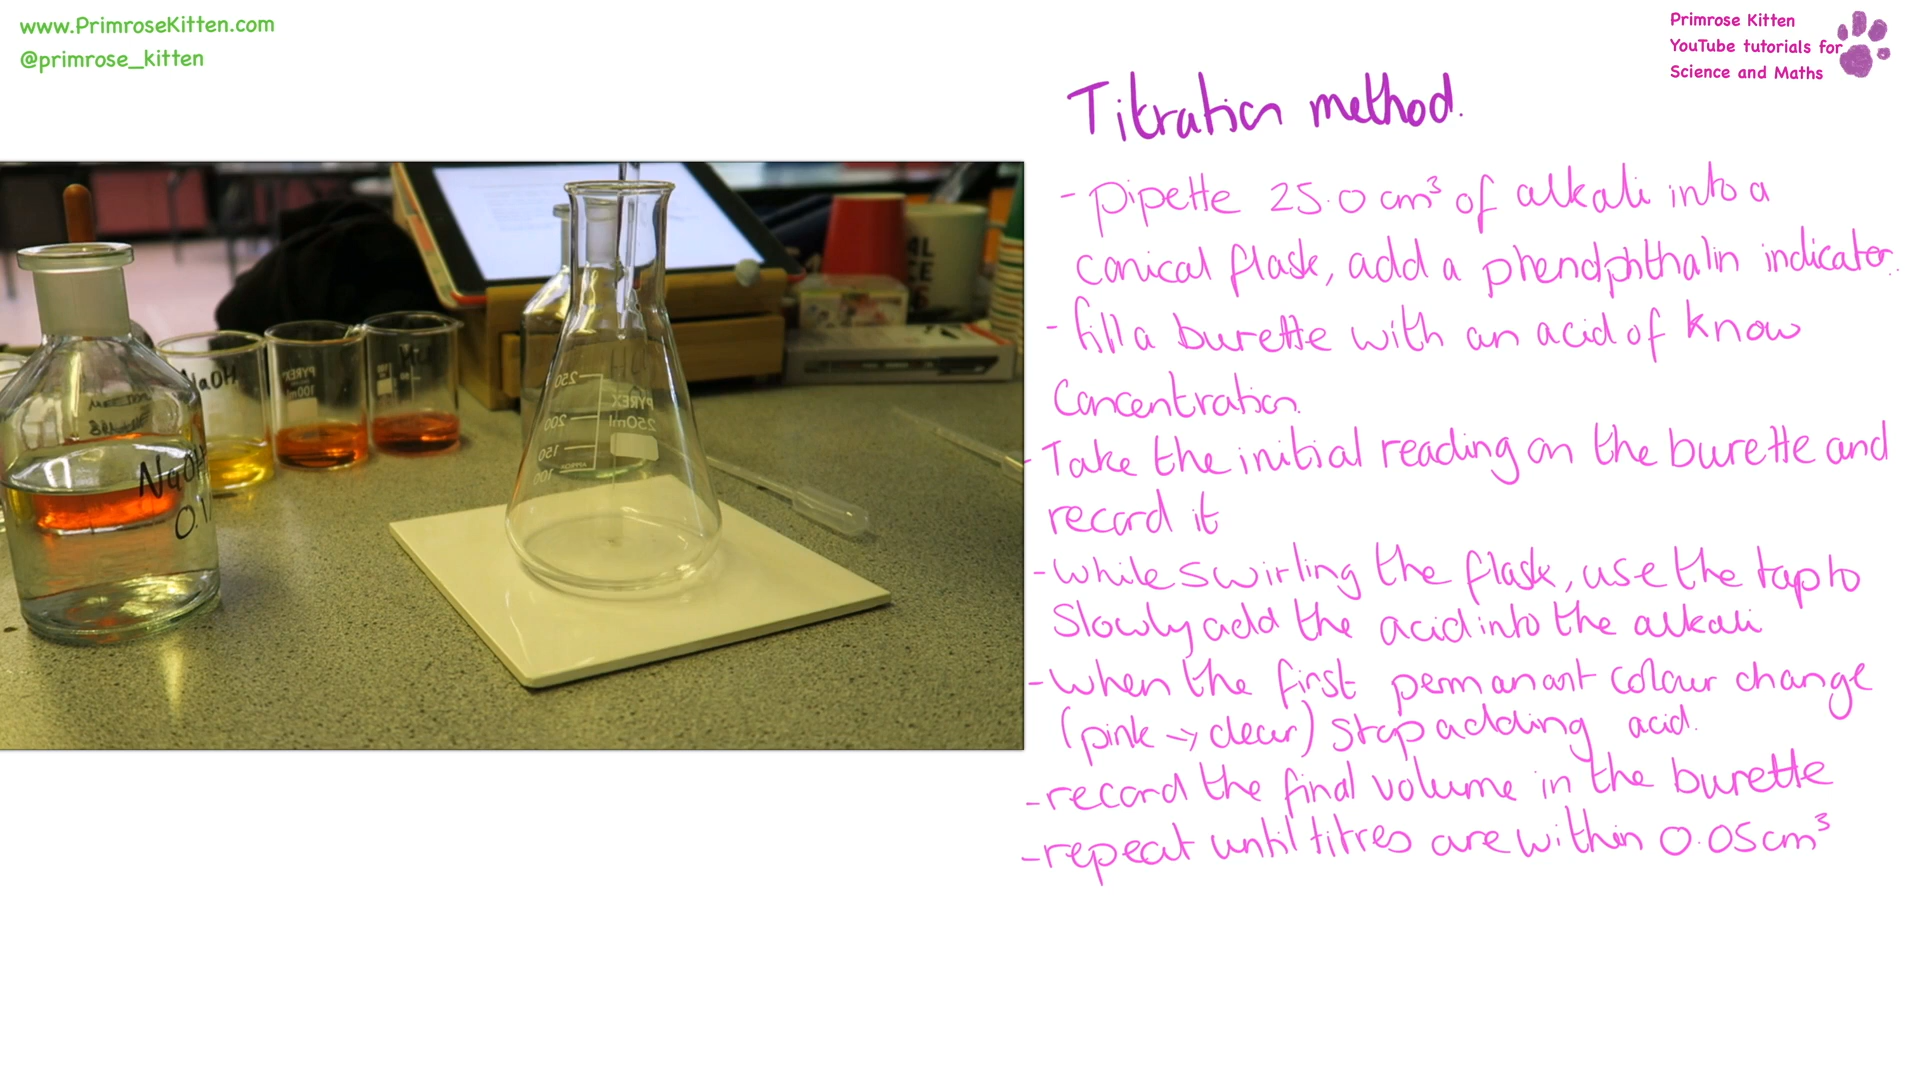 www.PrimroseKitten.com
@primrose_kitten
Primrose Kitten
YouTube tutorials for
Science and Maths
Titration method.
- pipette 25.0 cm³ of alkali into a
conical flask, add a phenolphthalin indicator.
- fill a burette with an acid of know
Concentration.
- Take the initial reading on the burette and
record it
- while swirling the flask, use the tap to
Slowly add the acid into the alkali
- when the first permanant colour change
(pink → clear) stop adding acid.
- record the final volume in the burette
- repeat until titres are within 0.05cm³
NaOH
PYREX
100ml
NaOH
0.1
250
PYREX
250ml
200
150
APPROX
100